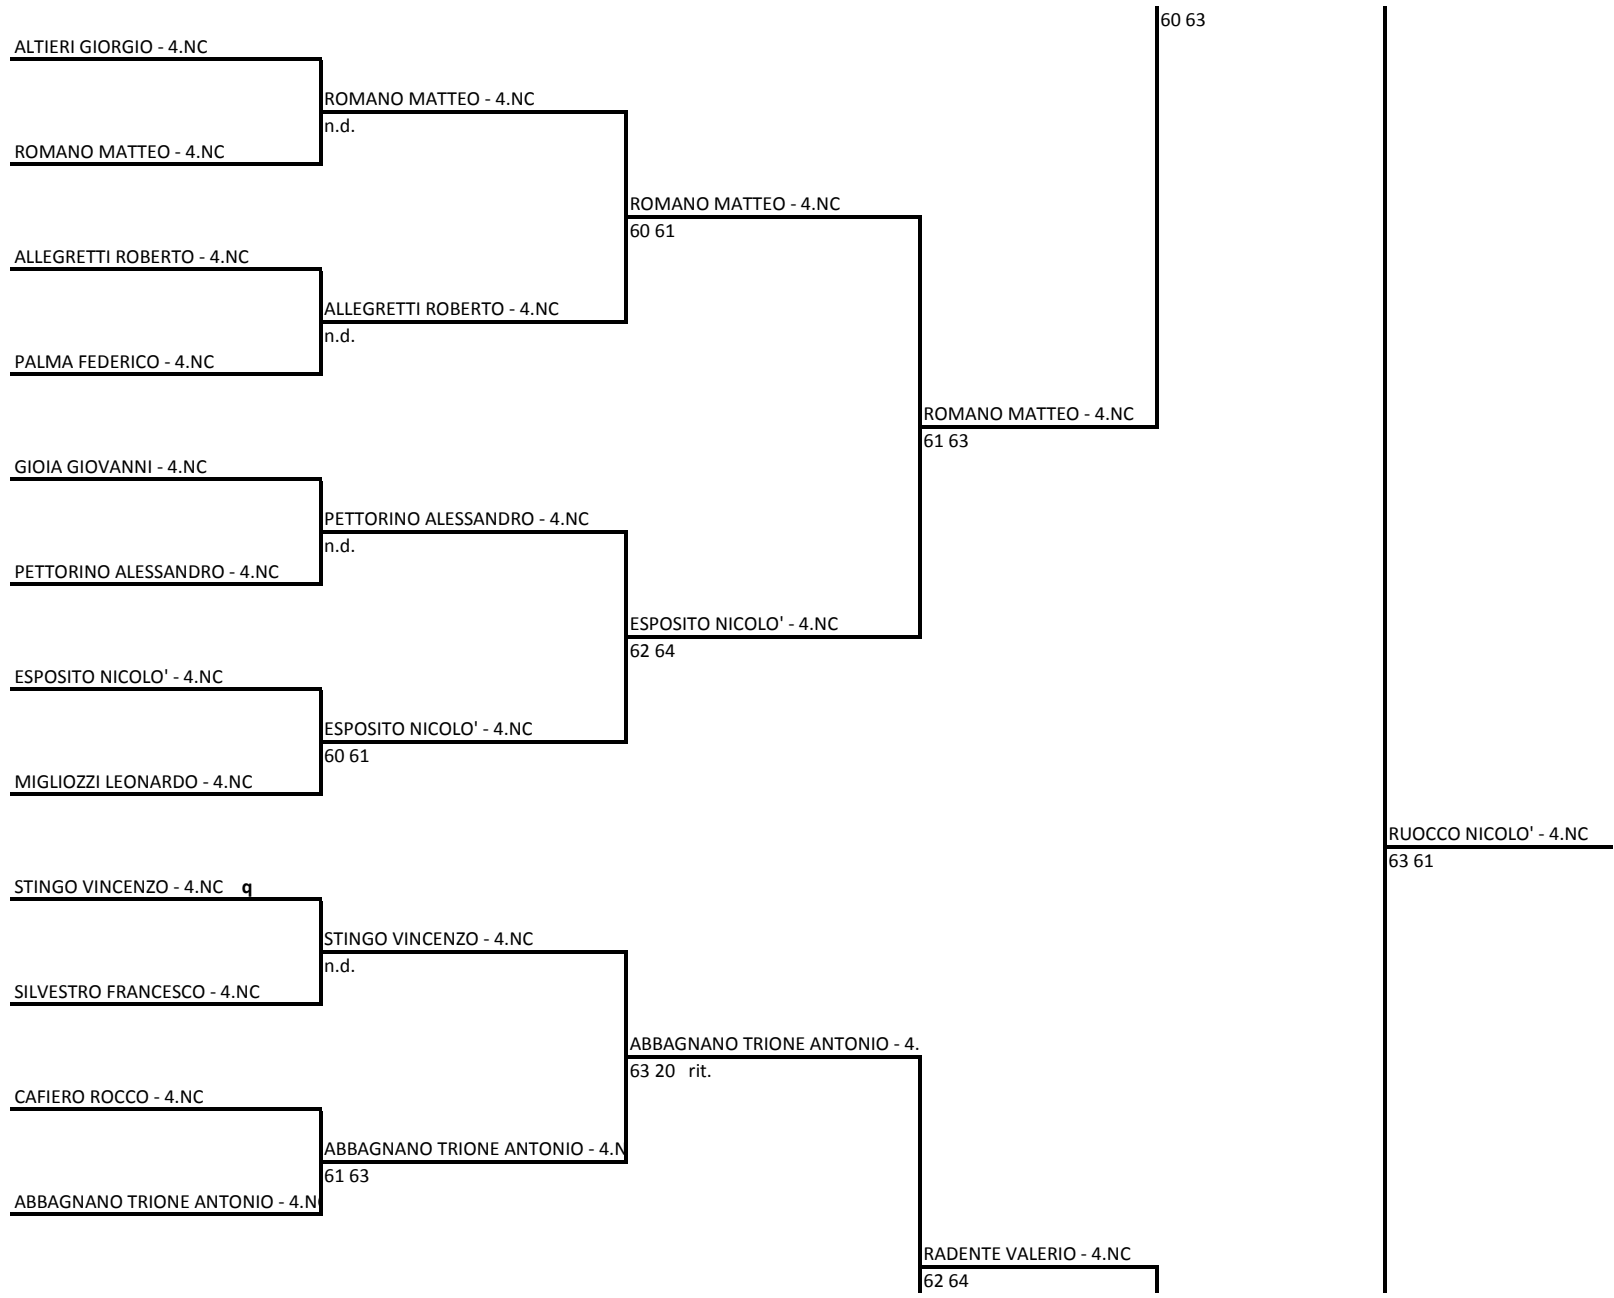 60 63
ALTIERI GIORGIO - 4.NC
ROMANO MATTEO - 4.NC
n.d.
ROMANO MATTEO - 4.NC
ROMANO MATTEO - 4.NC
60 61
ALLEGRETTI ROBERTO - 4.NC
ALLEGRETTI ROBERTO - 4.NC
n.d.
PALMA FEDERICO - 4.NC
ROMANO MATTEO - 4.NC
61 63
GIOIA GIOVANNI - 4.NC
PETTORINO ALESSANDRO - 4.NC
n.d.
PETTORINO ALESSANDRO - 4.NC
ESPOSITO NICOLO' - 4.NC
62 64
ESPOSITO NICOLO' - 4.NC
ESPOSITO NICOLO' - 4.NC
60 61
MIGLIOZZI LEONARDO - 4.NC
RUOCCO NICOLO' - 4.NC
63 61
STINGO VINCENZO - 4.NC q
STINGO VINCENZO - 4.NC
n.d.
SILVESTRO FRANCESCO - 4.NC
ABBAGNANO TRIONE ANTONIO - 4.
63 20 rit.
CAFIERO ROCCO - 4.NC
ABBAGNANO TRIONE ANTONIO - 4.N
61 63
ABBAGNANO TRIONE ANTONIO - 4.N
RADENTE VALERIO - 4.NC
62 64